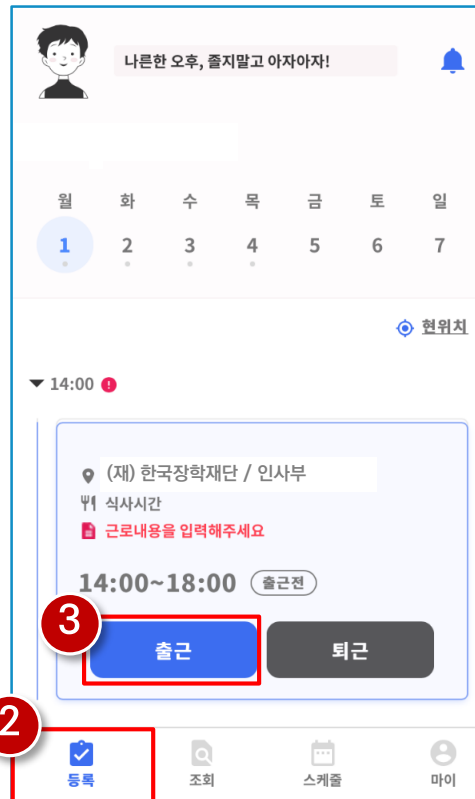 나른한 오후, 졸지말고 아자아자!
월 화 수 목 금 토 일
1 2 3 4 5 6 7
현위치
14:00
(재) 한국장학재단 / 인사부
식사시간
근로내용을 입력해주세요
14:00~18:00 출근전
3
출근 퇴근
2
등록 조회 스케줄 마이